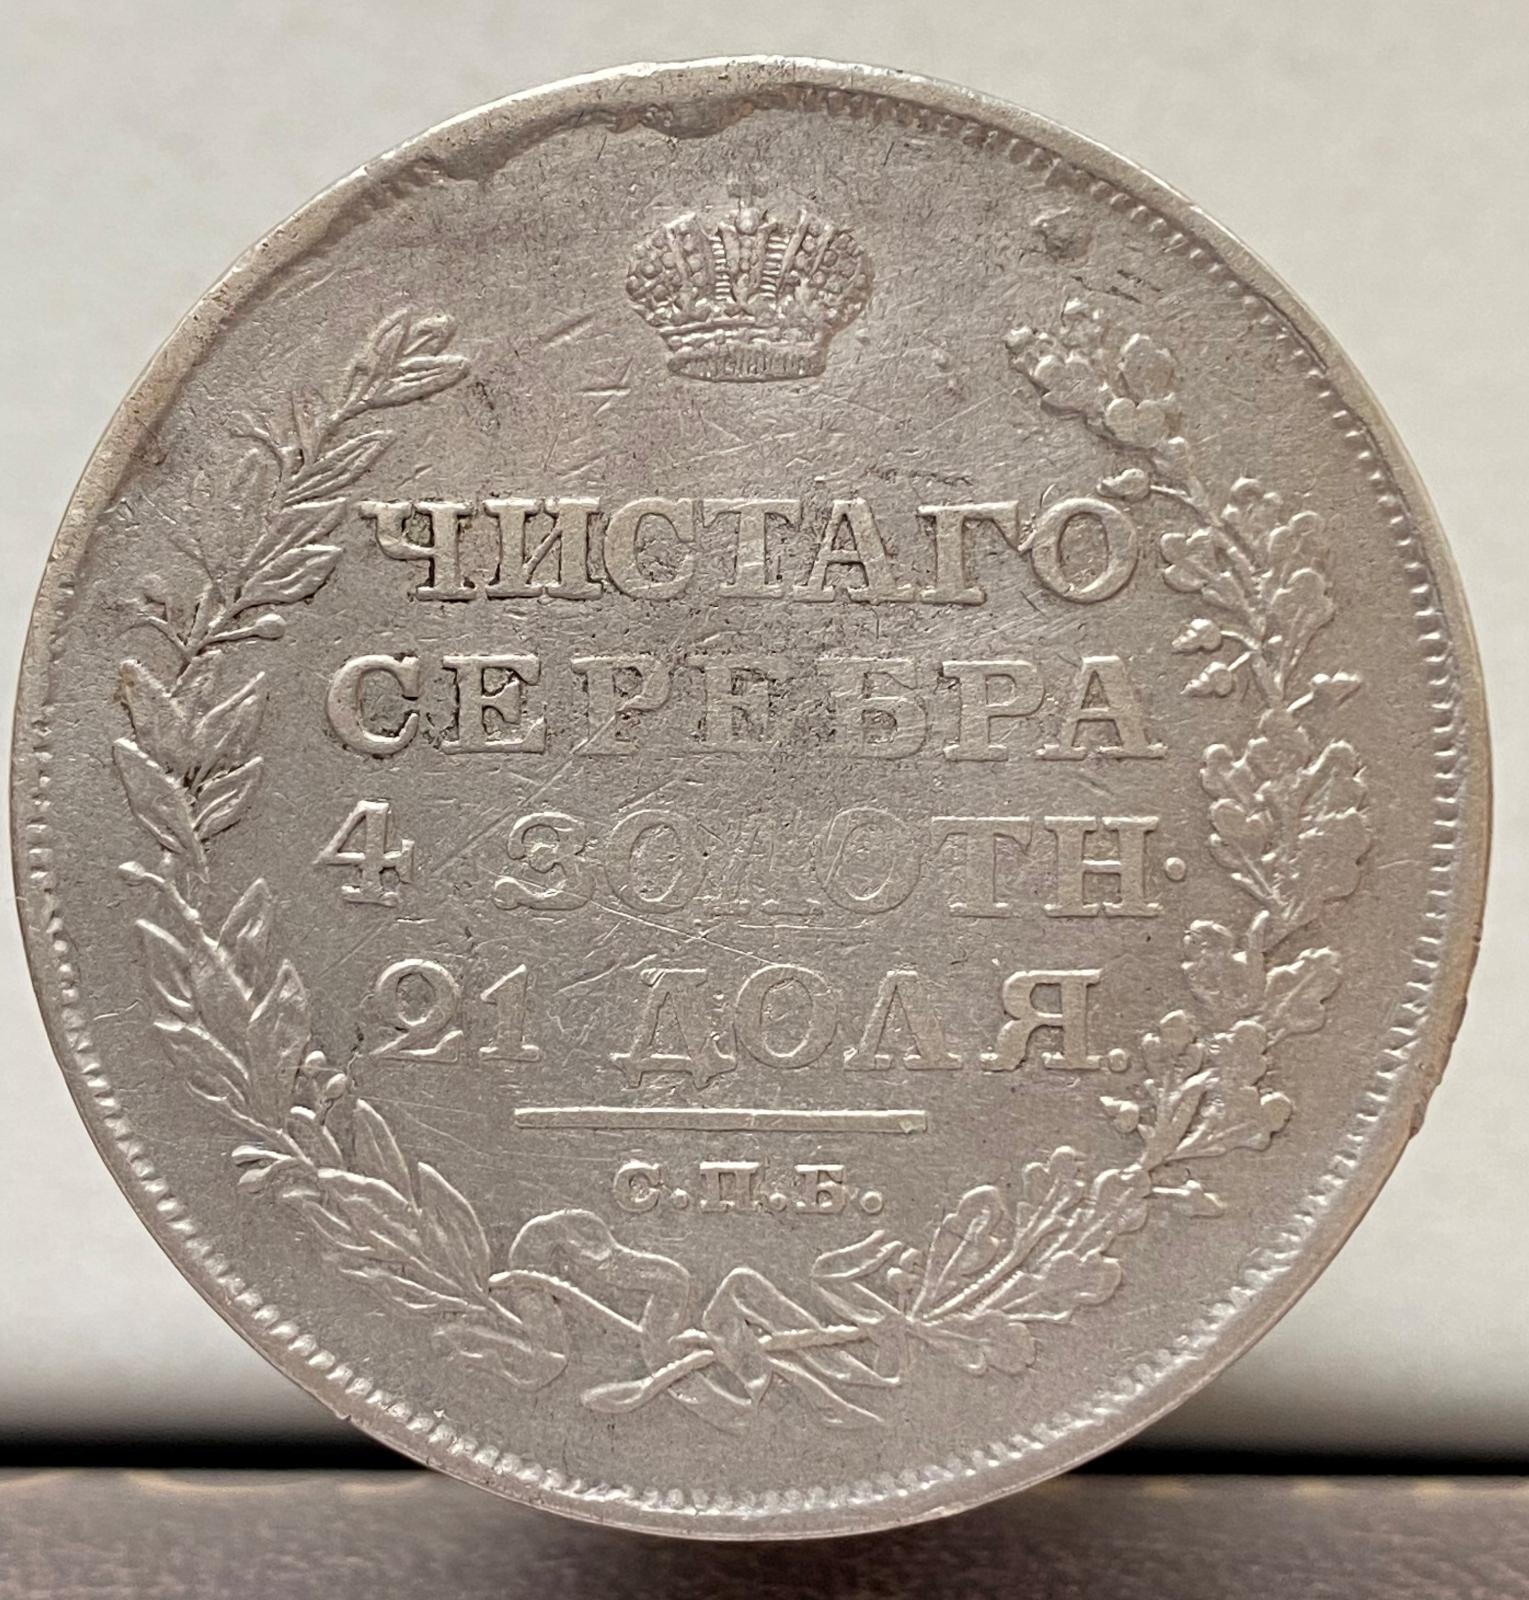 ЧИСТАГО
СЕРЕБРА
4 ЗОЛОТН.
21 ДОЛЯ.
С.П.Б.